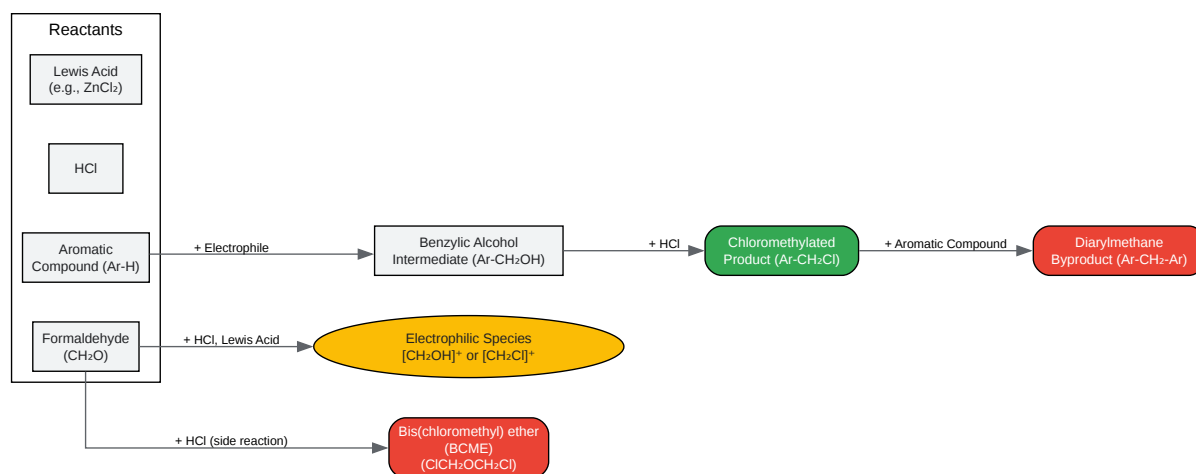 Reactants
Lewis Acid
(e.g., ZnCl₂)
HCl
Aromatic
Compound (Ar-H)
+ Electrophile
Benzylic Alcohol
Intermediate (Ar-CH₂OH)
+ HCl
Chloromethylated
Product (Ar-CH₂Cl)
+ Aromatic Compound
Diarylmethane
Byproduct (Ar-CH₂-Ar)
Formaldehyde
(CH₂O)
+ HCl, Lewis Acid
Electrophilic Species
[CH₂OH]⁺ or [CH₂Cl]⁺
+ HCl (side reaction)
Bis(chloromethyl) ether
(BCME)
(ClCH₂OCH₂Cl)